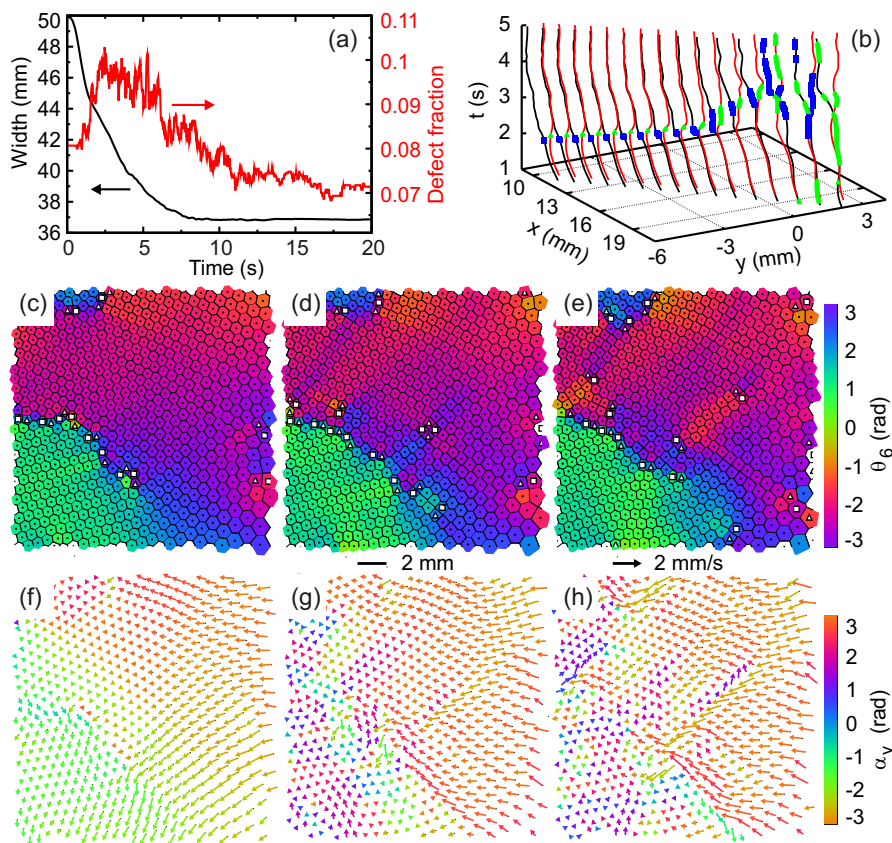 (a)
50
48
46
44
42
40
38
36
Width (mm)
0.11
0.1
0.09
0.08
0.07
Defect fraction
0
5
10
15
20
Time (s)
(b)
5
4
3
2
1
t (s)
10
13
16
19
x (mm)
-6
-3
0
3
y (mm)
(c)
(d)
(e)
3
2
1
0
-1
-2
-3
θ6 (rad)
2 mm
2 mm/s
(f)
(g)
(h)
3
2
1
0
-1
-2
-3
αv (rad)